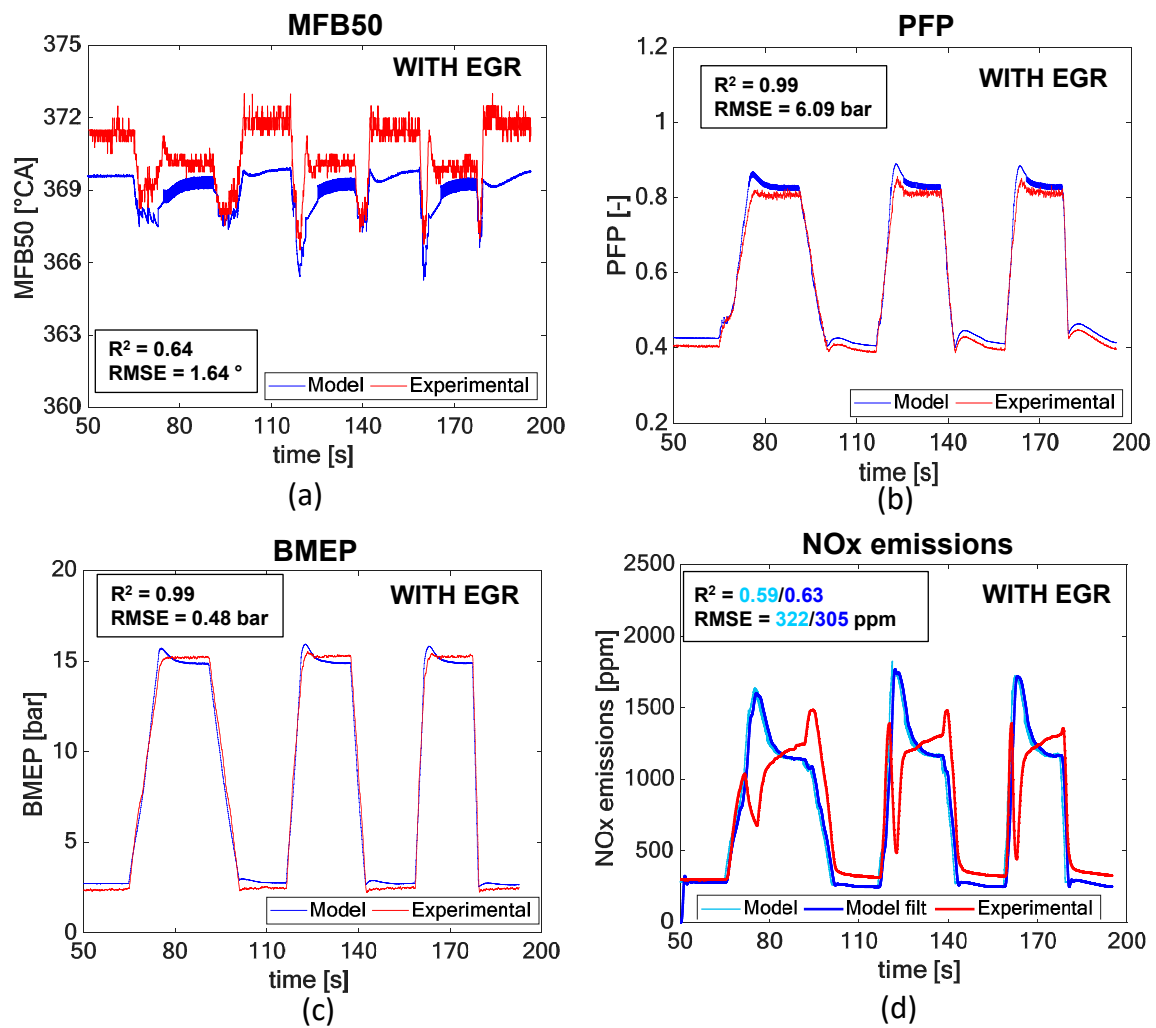 MFB50
375
372
369
366
363
360
MFB50 [°CA]
WITH EGR
R² = 0.64
RMSE = 1.64 °
Model Experimental
50 80 110 140 170 200
time [s]
(a)
PFP
1.2
1
0.8
0.6
0.4
0.2
PFP [-]
R² = 0.99
RMSE = 6.09 bar
WITH EGR
Model Experimental
50 80 110 140 170 200
time [s]
(b)
BMEP
20
15
10
5
0
BMEP [bar]
R² = 0.99
RMSE = 0.48 bar
WITH EGR
Model Experimental
50 80 110 140 170 200
time [s]
(c)
NOx emissions
2500
2000
1500
1000
500
0
NOx emissions [ppm]
R² = 0.59/0.63
RMSE = 322/305 ppm
WITH EGR
Model Model filt Experimental
50 80 110 140 170 200
time [s]
(d)